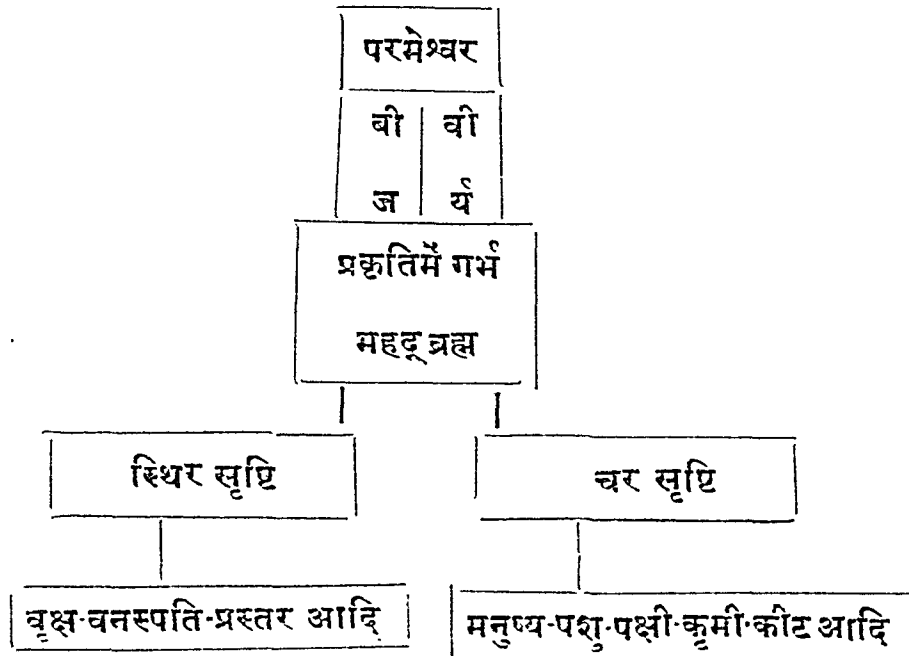 परमेश्वर
बी | वी
ज | र्य
प्रकृतिमें गर्भ
महद् ब्रह्म
स्थिर सृष्टि
चर सृष्टि
वृक्ष-वनस्पति-प्रस्तर आदि
मनुष्य-पशु-पक्षी-कृमी-कीट आदि